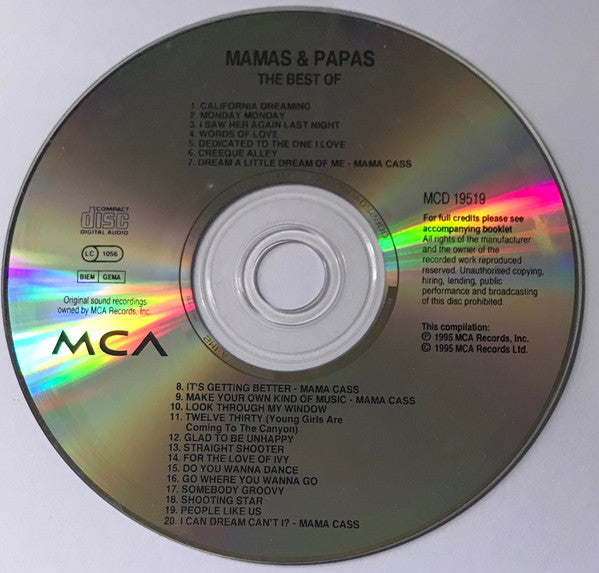 MAMAS & PAPAS
THE BEST OF
1. CALIFORNIA DREAMING
2. MONDAY MONDAY
3. I SAW HER AGAIN LAST NIGHT
4. WORDS OF LOVE
5. DEDICATED TO THE ONE I LOVE
6. CREEQUE ALLEY
7. DREAM A LITTLE DREAM OF ME - MAMA CASS
COMPACT
disc
DIGITAL AUDIO
LC 1056
BIEM GEMA
Original sound recordings
owned by MCA Records, Inc.
MCA
MCD 19519
For full credits please see
accompanying booklet
All rights of the manufacturer
and the owner of the
recorded work reproduced
reserved. Unauthorised copying,
hiring, lending, public
performance and broadcasting
of this disc prohibited.
This compilation:
℗ 1995 MCA Records, Inc.
© 1995 MCA Records Ltd.
8. IT'S GETTING BETTER - MAMA CASS
9. MAKE YOUR OWN KIND OF MUSIC - MAMA CASS
10. LOOK THROUGH MY WINDOW
11. TWELVE THIRTY (Young Girls Are
Coming To The Canyon)
12. GLAD TO BE UNHAPPY
13. STRAIGHT SHOOTER
14. FOR THE LOVE OF IVY
15. DO YOU WANNA DANCE
16. GO WHERE YOU WANNA GO
17. SOMEBODY GROOVY
18. SHOOTING STAR
19. PEOPLE LIKE US
20. I CAN DREAM CAN'T I? - MAMA CASS